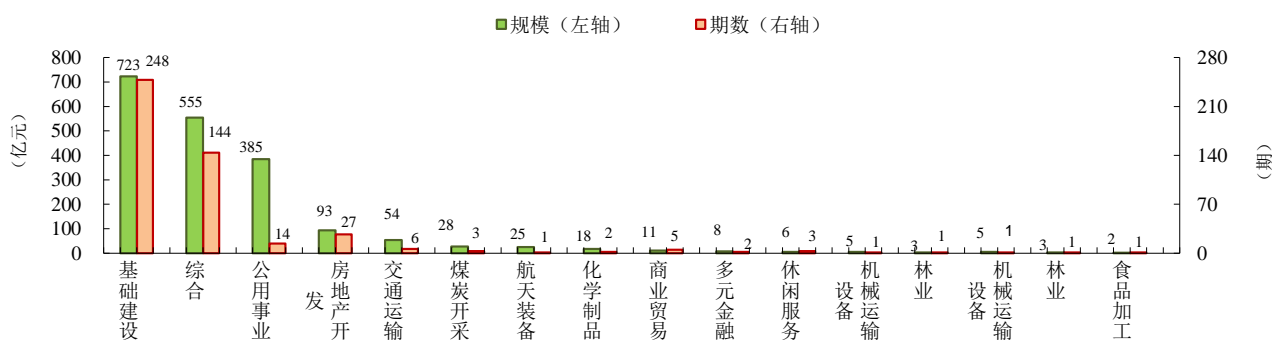 规模（左轴） 期数（右轴）
800 280
700
600 210
500
400 140
300
200 70
100
0 0
（亿元）
（期）
723 248
555 144
385 14
93 27
54 6
28 3
25 1
18 2
11 5
8 2
6 3
5 1
3 1
5 1
3 1
2 1
基础建设
综合
公用事业
房地产开发
交通运输
煤炭开采
航天装备
化学制品
商业贸易
多元金融
休闲服务
机械运输设备
林业
机械运输设备
林业
食品加工